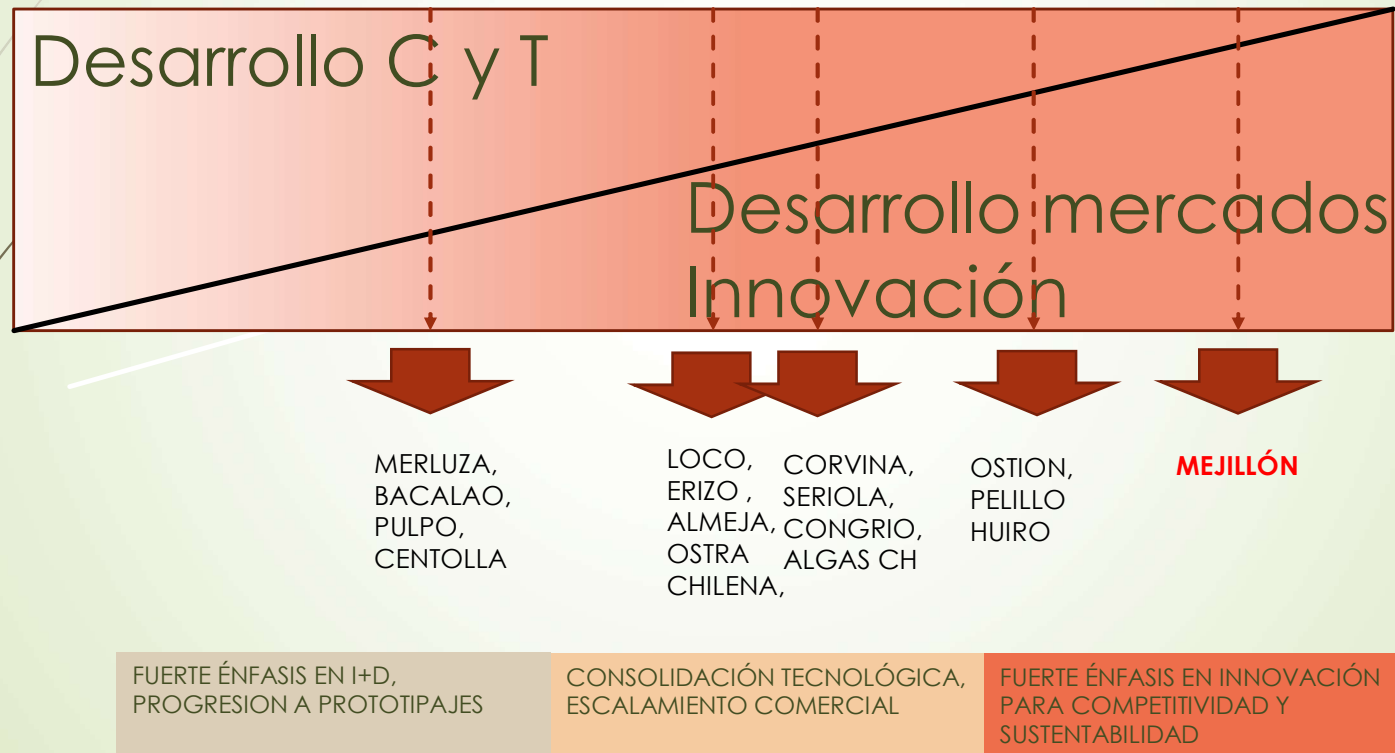 Desarrollo C y T
Desarrollo mercados
Innovación
MERLUZA,
BACALAO,
PULPO,
CENTOLLA
LOCO,
ERIZO ,
ALMEJA,
OSTRA
CHILENA,
CORVINA,
SERIOLA,
CONGRIO,
ALGAS CH
OSTION,
PELILLO
HUIRO
MEJILLÓN
FUERTE ÉNFASIS EN I+D,
PROGRESION A PROTOTIPAJES
CONSOLIDACIÓN TECNOLÓGICA,
ESCALAMIENTO COMERCIAL
FUERTE ÉNFASIS EN INNOVACIÓN
PARA COMPETITIVIDAD Y
SUSTENTABILIDAD